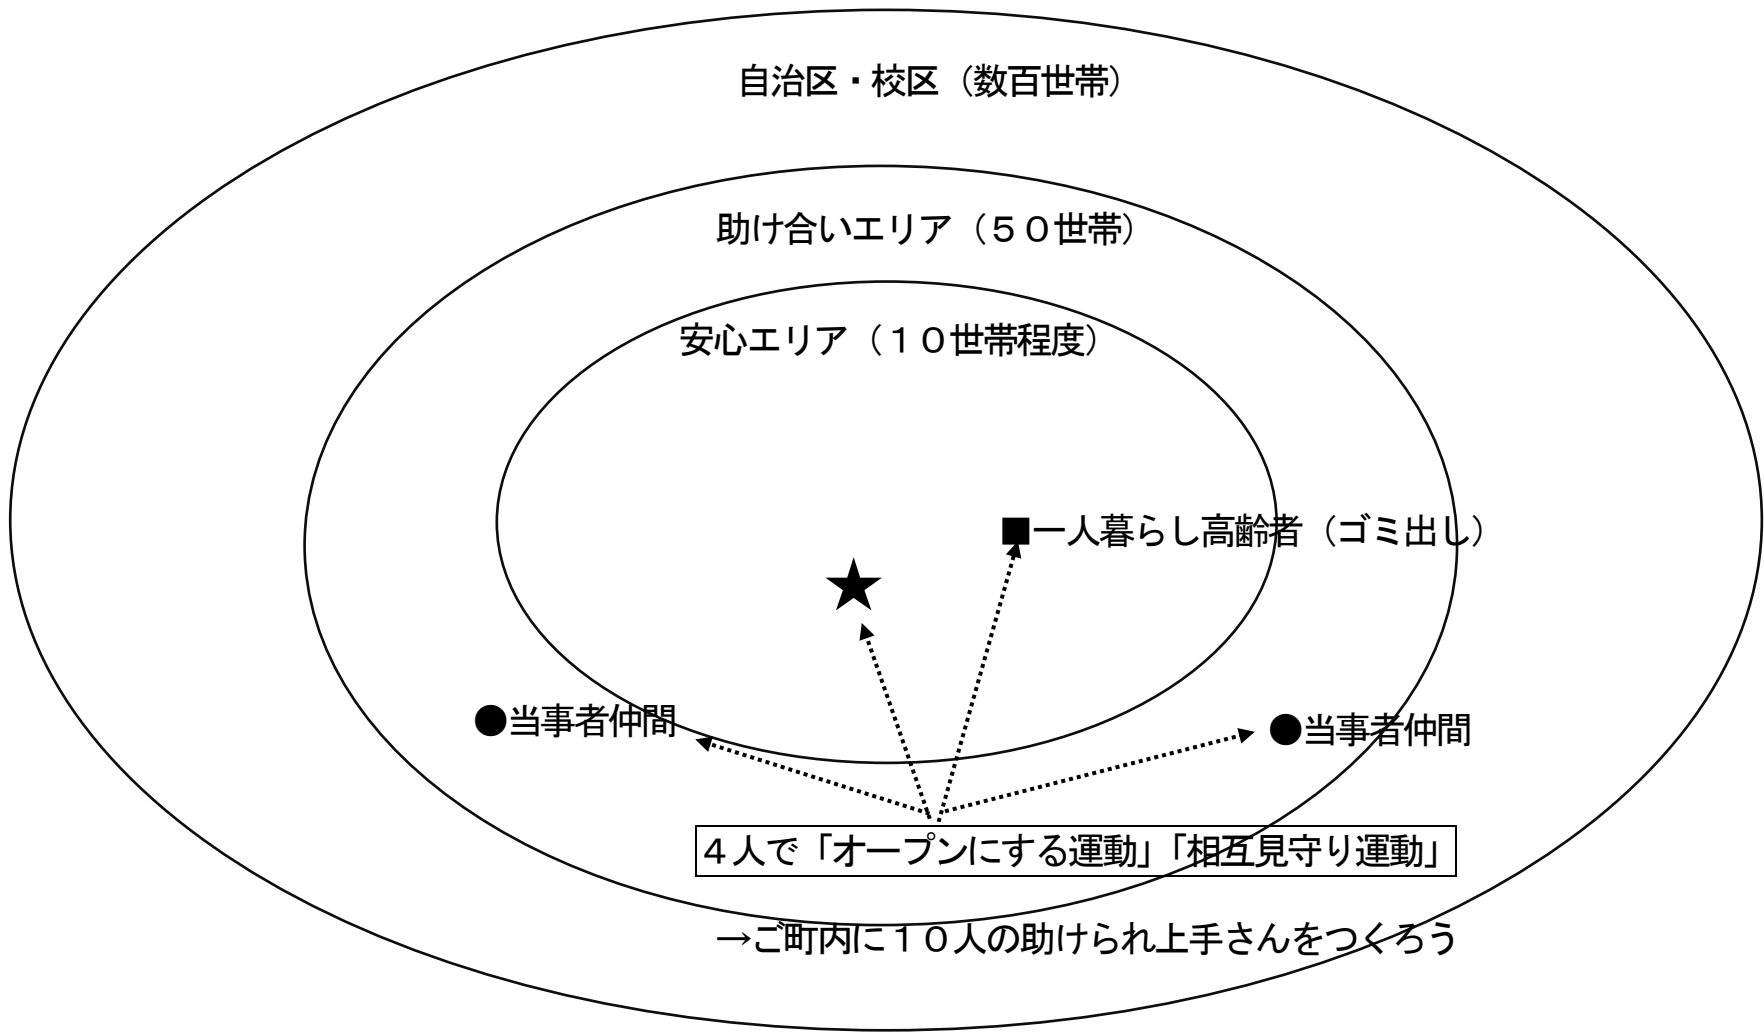 自治区・校区（数百世帯）
助け合いエリア（５０世帯）
安心エリア（１０世帯程度）
■一人暮らし高齢者（ゴミ出し）
★
●当事者仲間
●当事者仲間
４人で「オープンにする運動」「相互見守り運動」
→ご町内に１０人の助けられ上手さんをつくろう